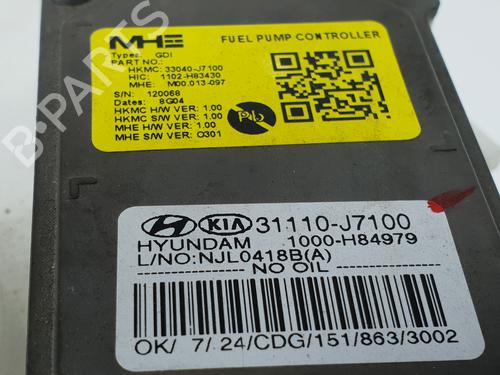 MHE FUEL PUMP CONTROLLER
Type: GDI
PART NO.
HKMC: 33040-J7100
HIC: 1102-H83430
MHE: M00.013-097
S/N: 120068
Dates: 8G04
HKMC H/W VER: 1.00
HKMC S/W VER: 1.00
MHE H/W VER: 1.00
MHE S/W VER: 0301
Pb
KIA 31110-J7100
HYUNDAM 1000-H84979
L/NO:NJL0418B(A)
NO OIL
OK/ 7/ 24/CDG/151/863/3002